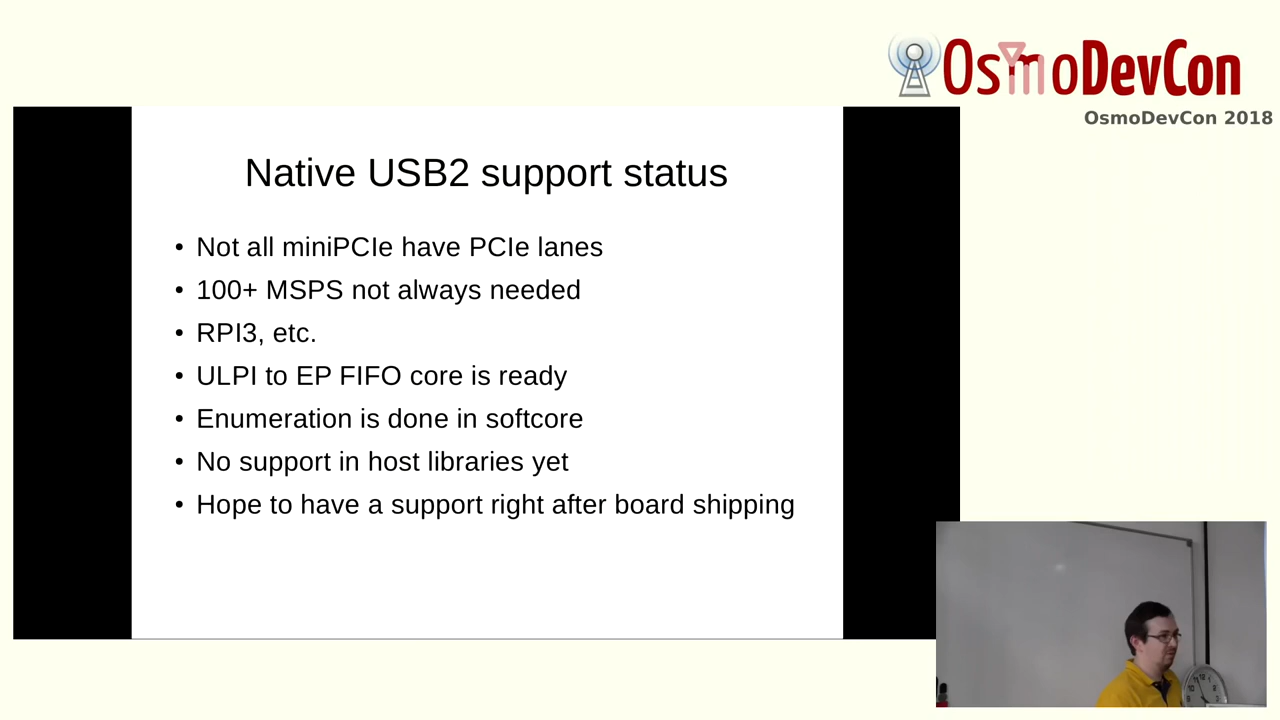 OsmoDevCon
OsmoDevCon 2018
Native USB2 support status
• Not all miniPCIe have PCIe lanes
• 100+ MSPS not always needed
• RPI3, etc.
• ULPI to EP FIFO core is ready
• Enumeration is done in softcore
• No support in host libraries yet
• Hope to have a support right after board shipping